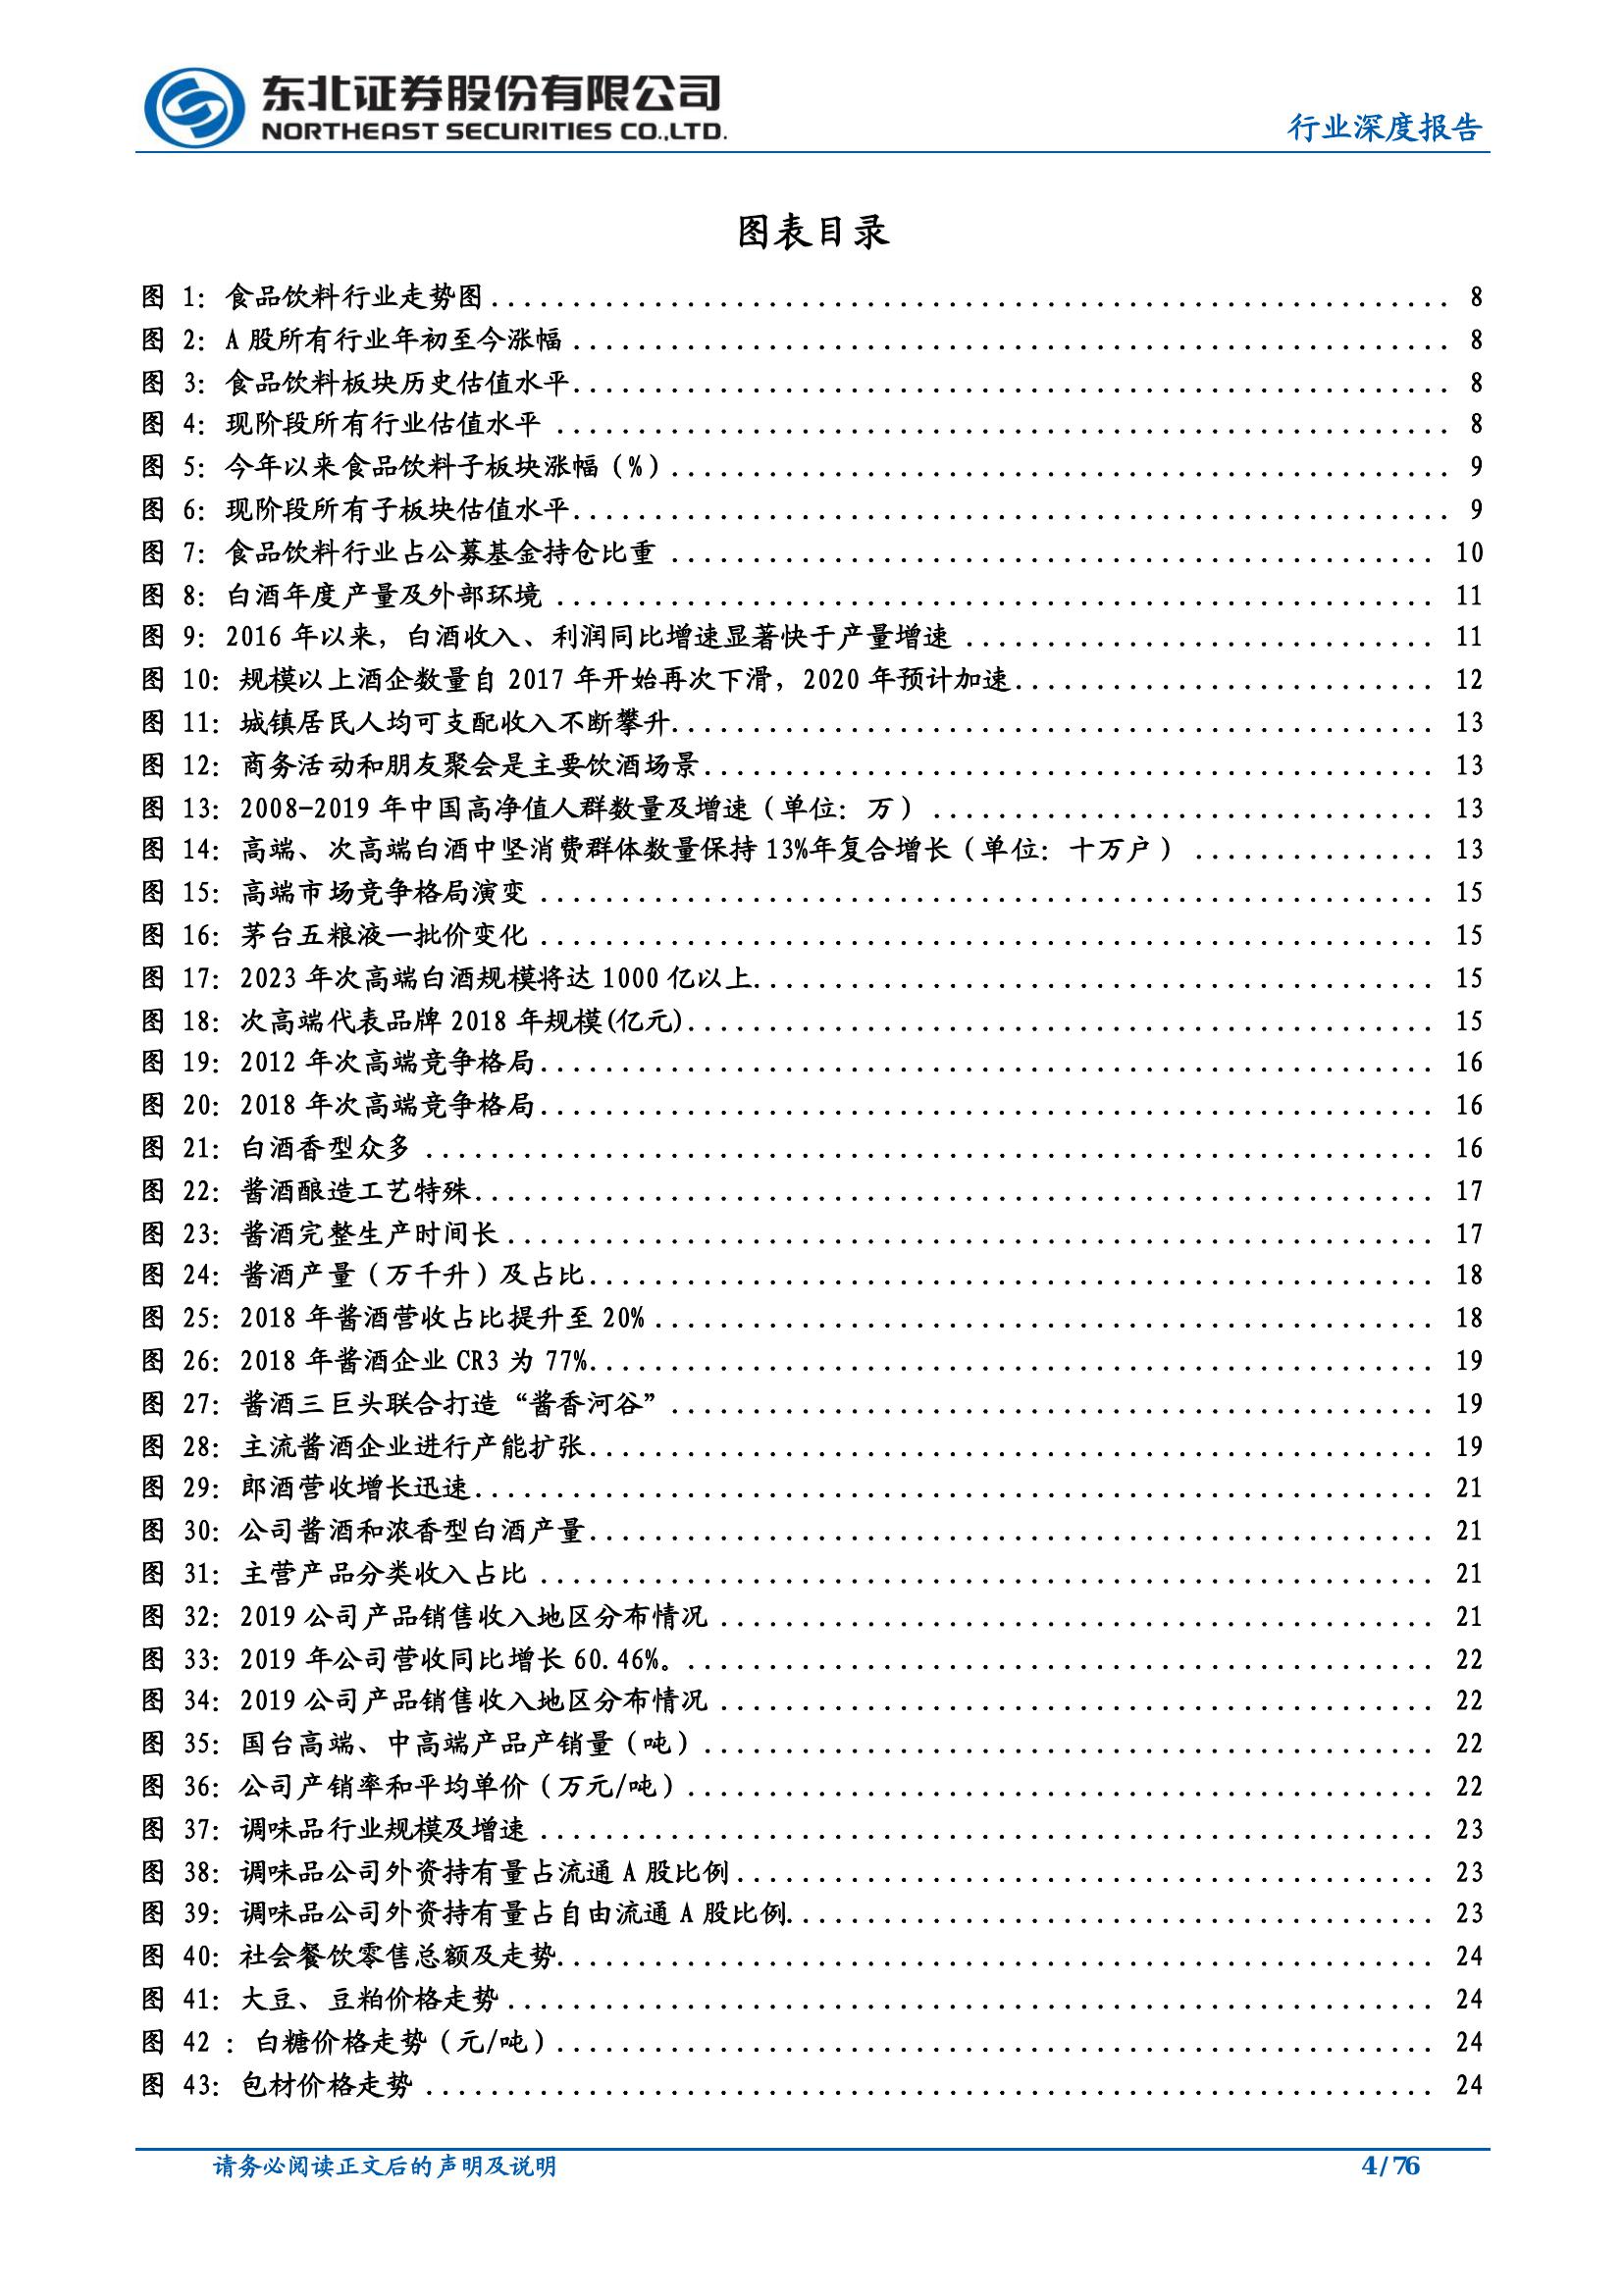 东北证券股份有限公司
NORTHEAST SECURITIES CO.,LTD.
行业深度报告
图表目录
图 1：食品饮料行业走势图........................................................... 8
图 2：A 股所有行业年初至今涨幅...................................................... 8
图 3：食品饮料板块历史估值水平...................................................... 8
图 4：现阶段所有行业估值水平....................................................... 8
图 5：今年以来食品饮料子板块涨幅（%）................................................ 9
图 6：现阶段所有子板块估值水平...................................................... 9
图 7：食品饮料行业占公募基金持仓比重............................................... 10
图 8：白酒年度产量及外部环境...................................................... 11
图 9：2016 年以来，白酒收入、利润同比增速显著快于产量增速............................. 11
图 10：规模以上酒企数量自 2017 年开始再次下滑，2020 年预计加速.......................... 12
图 11：城镇居民人均可支配收入不断攀升............................................... 13
图 12：商务活动和朋友聚会是主要饮酒场景............................................. 13
图 13：2008-2019 年中国高净值人群数量及增速（单位：万）............................... 13
图 14：高端、次高端白酒中坚消费群体数量保持 13%年复合增长（单位：十万户）............... 13
图 15：高端市场竞争格局演变....................................................... 15
图 16：茅台五粮液一批价变化....................................................... 15
图 17：2023 年次高端白酒规模将达 1000 亿以上.......................................... 15
图 18：次高端代表品牌 2018 年规模(亿元).............................................. 15
图 19：2012 年次高端竞争格局....................................................... 16
图 20：2018 年次高端竞争格局....................................................... 16
图 21：白酒香型众多.............................................................. 16
图 22：酱酒酿造工艺特殊........................................................... 17
图 23：酱酒完整生产时间长......................................................... 17
图 24：酱酒产量（万千升）及占比.................................................... 18
图 25：2018 年酱酒营收占比提升至 20%................................................ 18
图 26：2018 年酱酒企业 CR3 为 77%.................................................... 19
图 27：酱酒三巨头联合打造“酱香河谷”............................................... 19
图 28：主流酱酒企业进行产能扩张.................................................... 19
图 29：郎酒营收增长迅速........................................................... 21
图 30：公司酱酒和浓香型白酒产量.................................................... 21
图 31：主营产品分类收入占比....................................................... 21
图 32：2019 公司产品销售收入地区分布情况............................................ 21
图 33：2019 年公司营收同比增长 60.46%。.............................................. 22
图 34：2019 公司产品销售收入地区分布情况............................................ 22
图 35：国台高端、中高端产品产销量（吨）............................................. 22
图 36：公司产销率和平均单价（万元/吨）.............................................. 22
图 37：调味品行业规模及增速....................................................... 23
图 38：调味品公司外资持有量占流通 A 股比例........................................... 23
图 39：调味品公司外资持有量占自由流通 A 股比例........................................ 23
图 40：社会餐饮零售总额及走势...................................................... 24
图 41：大豆、豆粕价格走势......................................................... 24
图 42 ：白糖价格走势（元/吨）...................................................... 24
图 43：包材价格走势.............................................................. 24
请务必阅读正文后的声明及说明
4 / 76